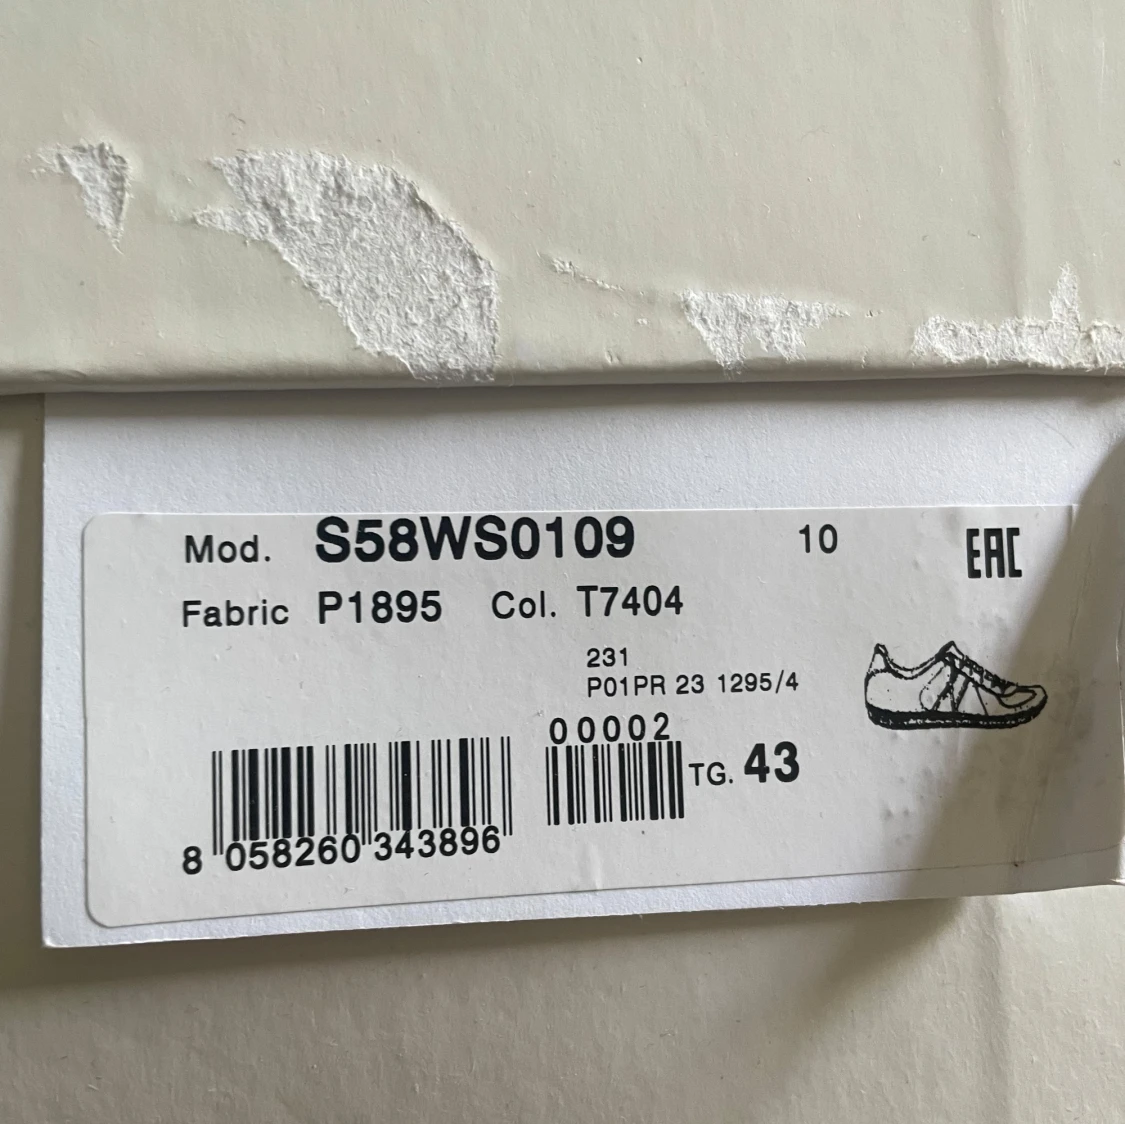 Mod. S58WS0109 10 EAC
Fabric P1895 Col. T7404
231
P01PR 23 1295/4
00002
TG. 43
8 058260 343896